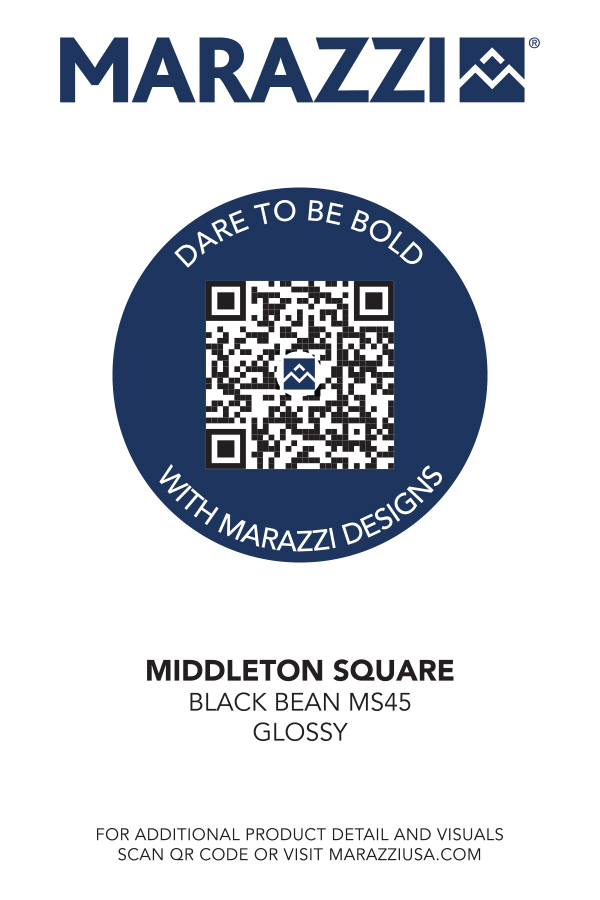 MARAZZI®
DARE TO BE BOLD
WITH MARAZZI DESIGNS
MIDDLETON SQUARE
BLACK BEAN MS45
GLOSSY
FOR ADDITIONAL PRODUCT DETAIL AND VISUALS
SCAN QR CODE OR VISIT MARAZZIUSA.COM